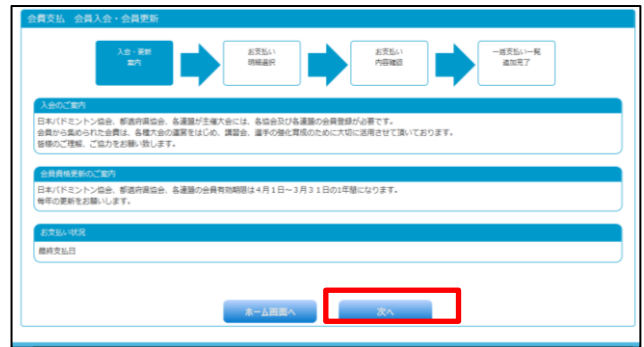 会費支払　会員入会・会員更新
入会・更新
案内
お支払い
明細選択
お支払い
内容確認
一括支払い一覧
追加完了
入会のご案内
日本バドミントン協会、都道府県協会、各連盟が主催大会には、各協会及び各連盟の会員登録が必要です。
会員から集められた会費は、各種大会の運営をはじめ、講習会、選手の強化育成のために大切に活用させて頂いております。
皆様のご理解、ご協力をお願い致します。
会員資格更新のご案内
日本バドミントン協会、都道府県協会、各連盟の会員有効期限は４月１日～３月３１日の1年間になります。
毎年の更新をお願いします。
お支払い状況
最終支払日
ホーム画面へ
次へ